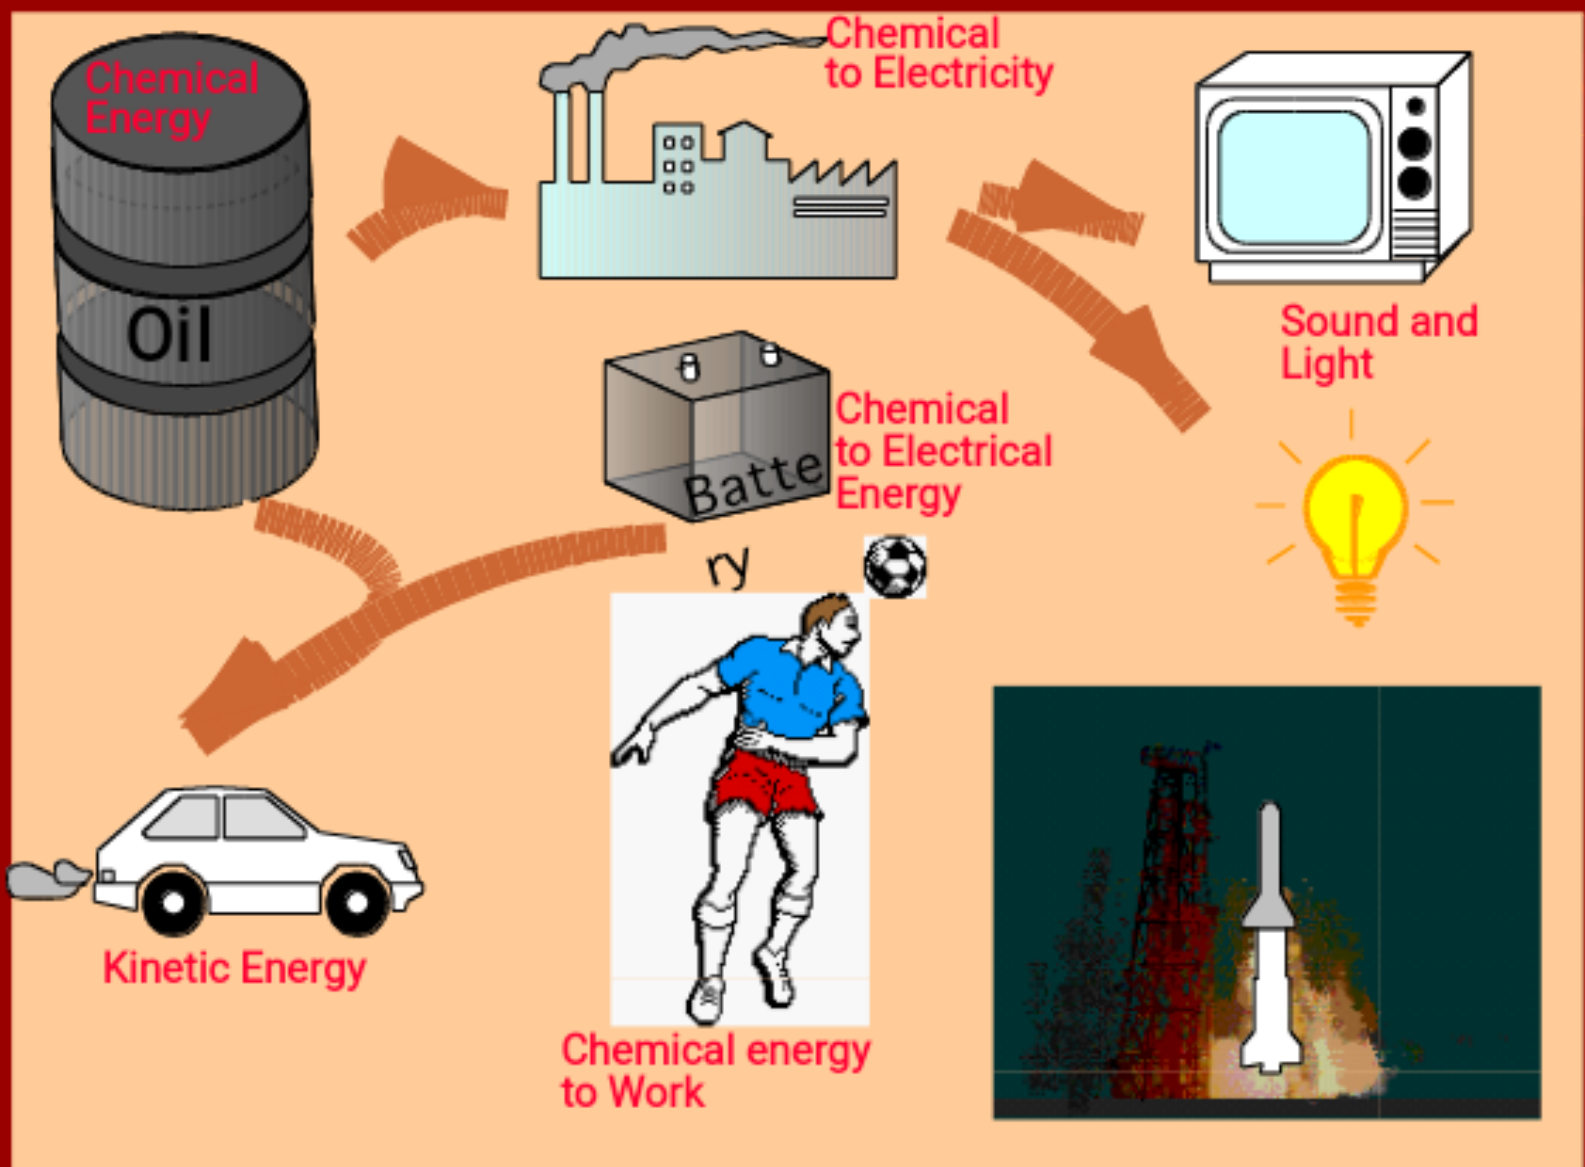 Chemical
Energy
Oil
Chemical
to Electricity
Sound and
Light
Chemical
to Electrical
Energy
Batte
ry
Kinetic Energy
Chemical energy
to Work